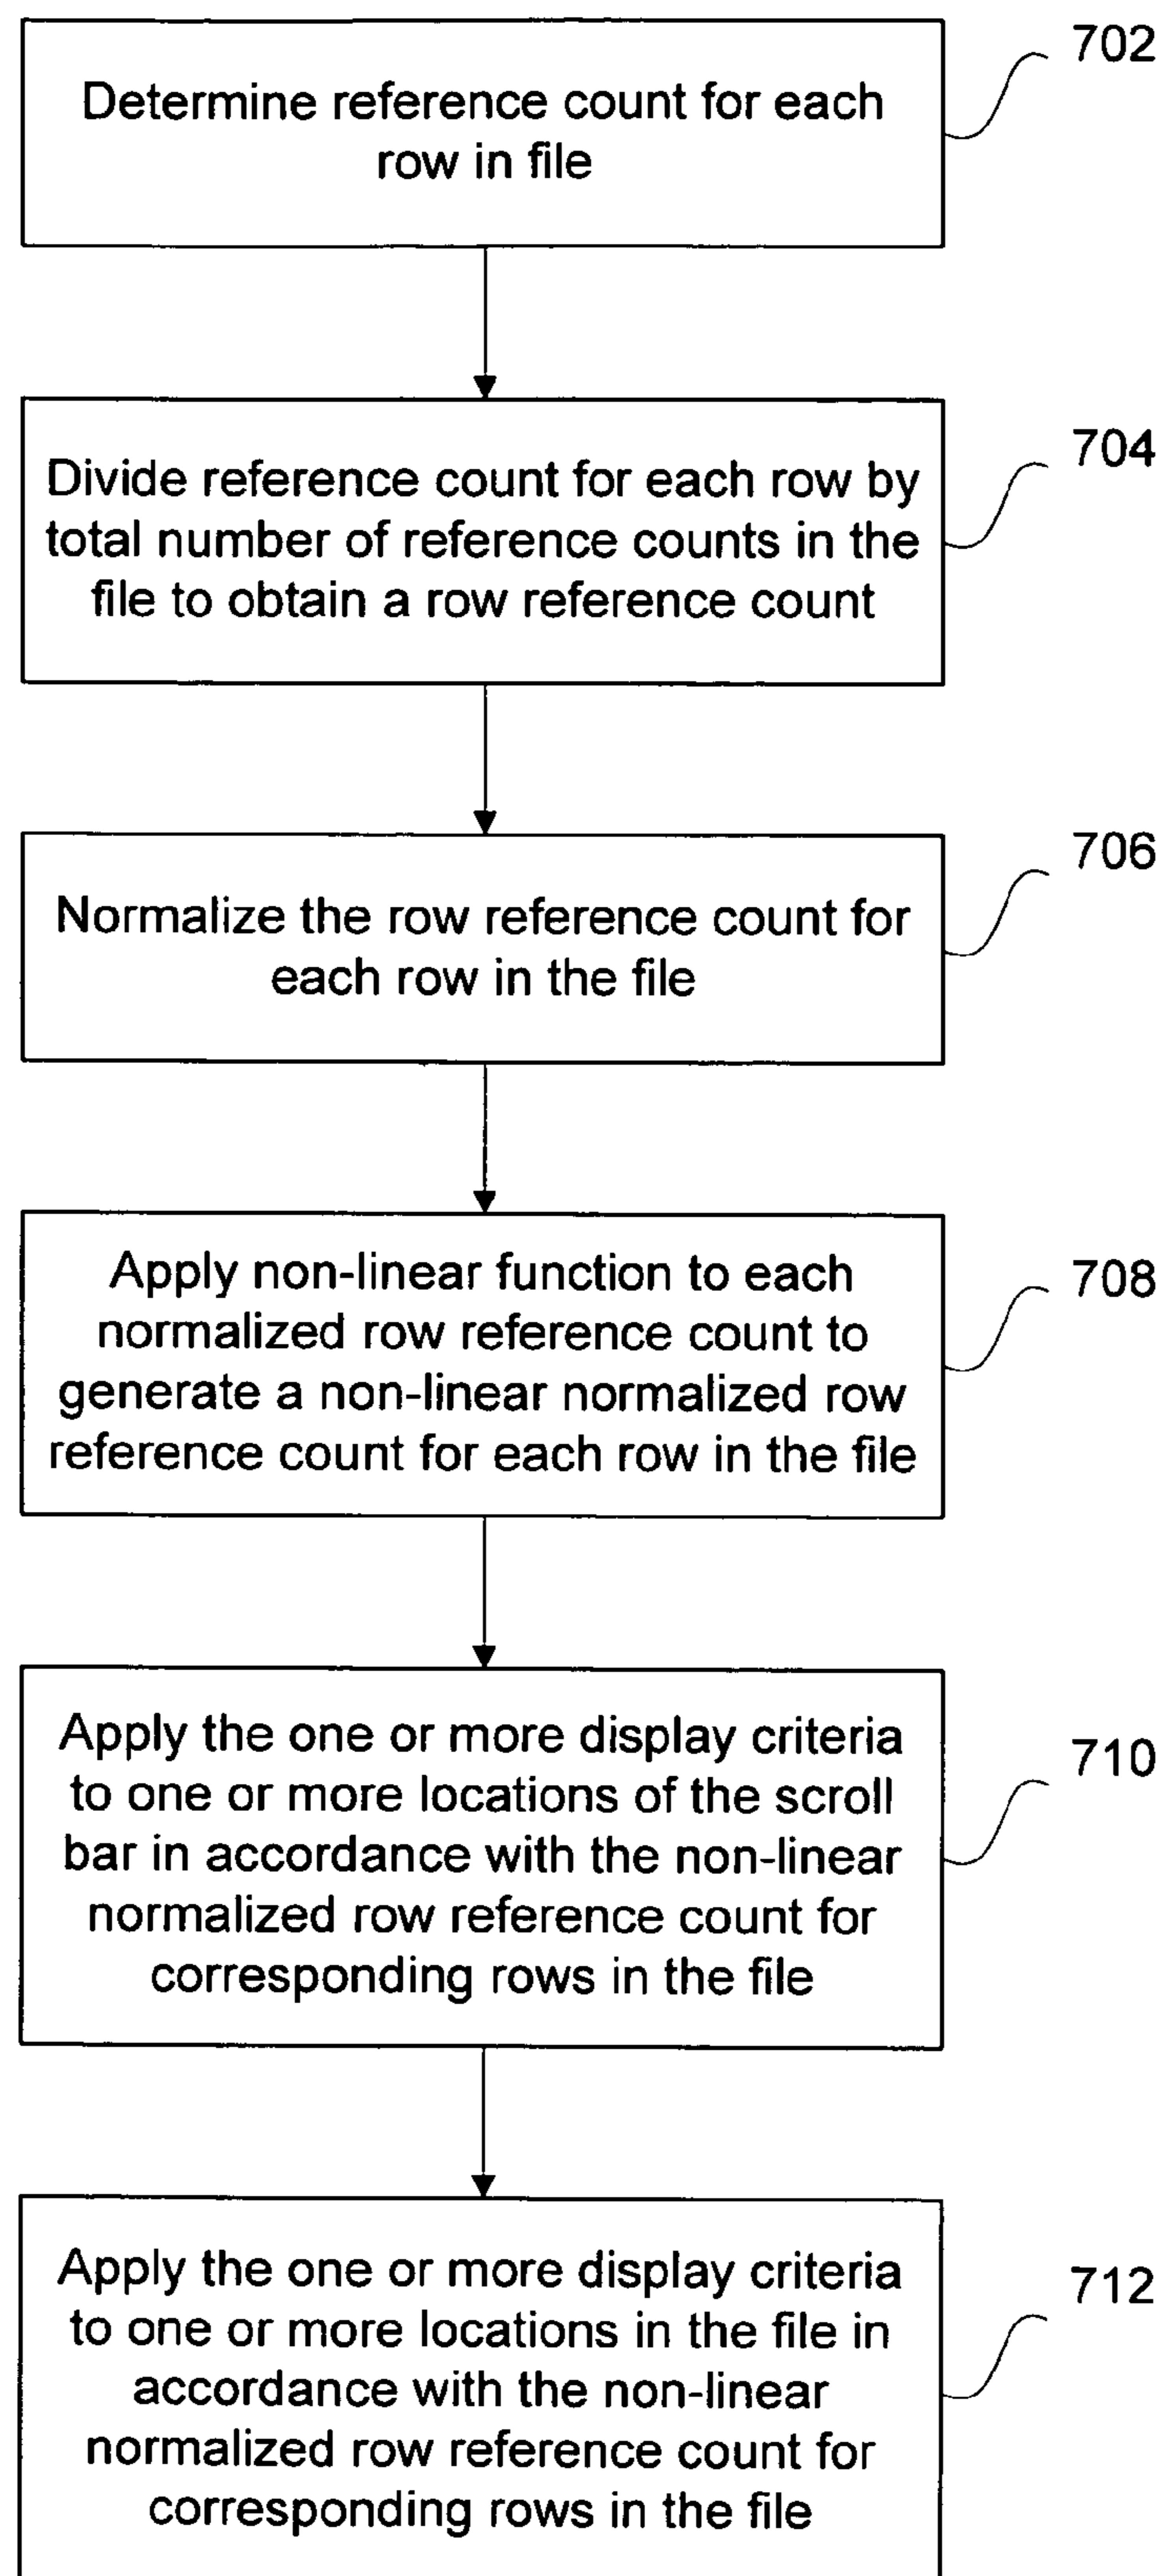 702
Determine reference count for each
row in file
704
Divide reference count for each row by
total number of reference counts in the
file to obtain a row reference count
706
Normalize the row reference count for
each row in the file
708
Apply non-linear function to each
normalized row reference count to
generate a non-linear normalized row
reference count for each row in the file
710
Apply the one or more display criteria
to one or more locations of the scroll
bar in accordance with the non-linear
normalized row reference count for
corresponding rows in the file
712
Apply the one or more display criteria
to one or more locations in the file in
accordance with the non-linear
normalized row reference count for
corresponding rows in the file